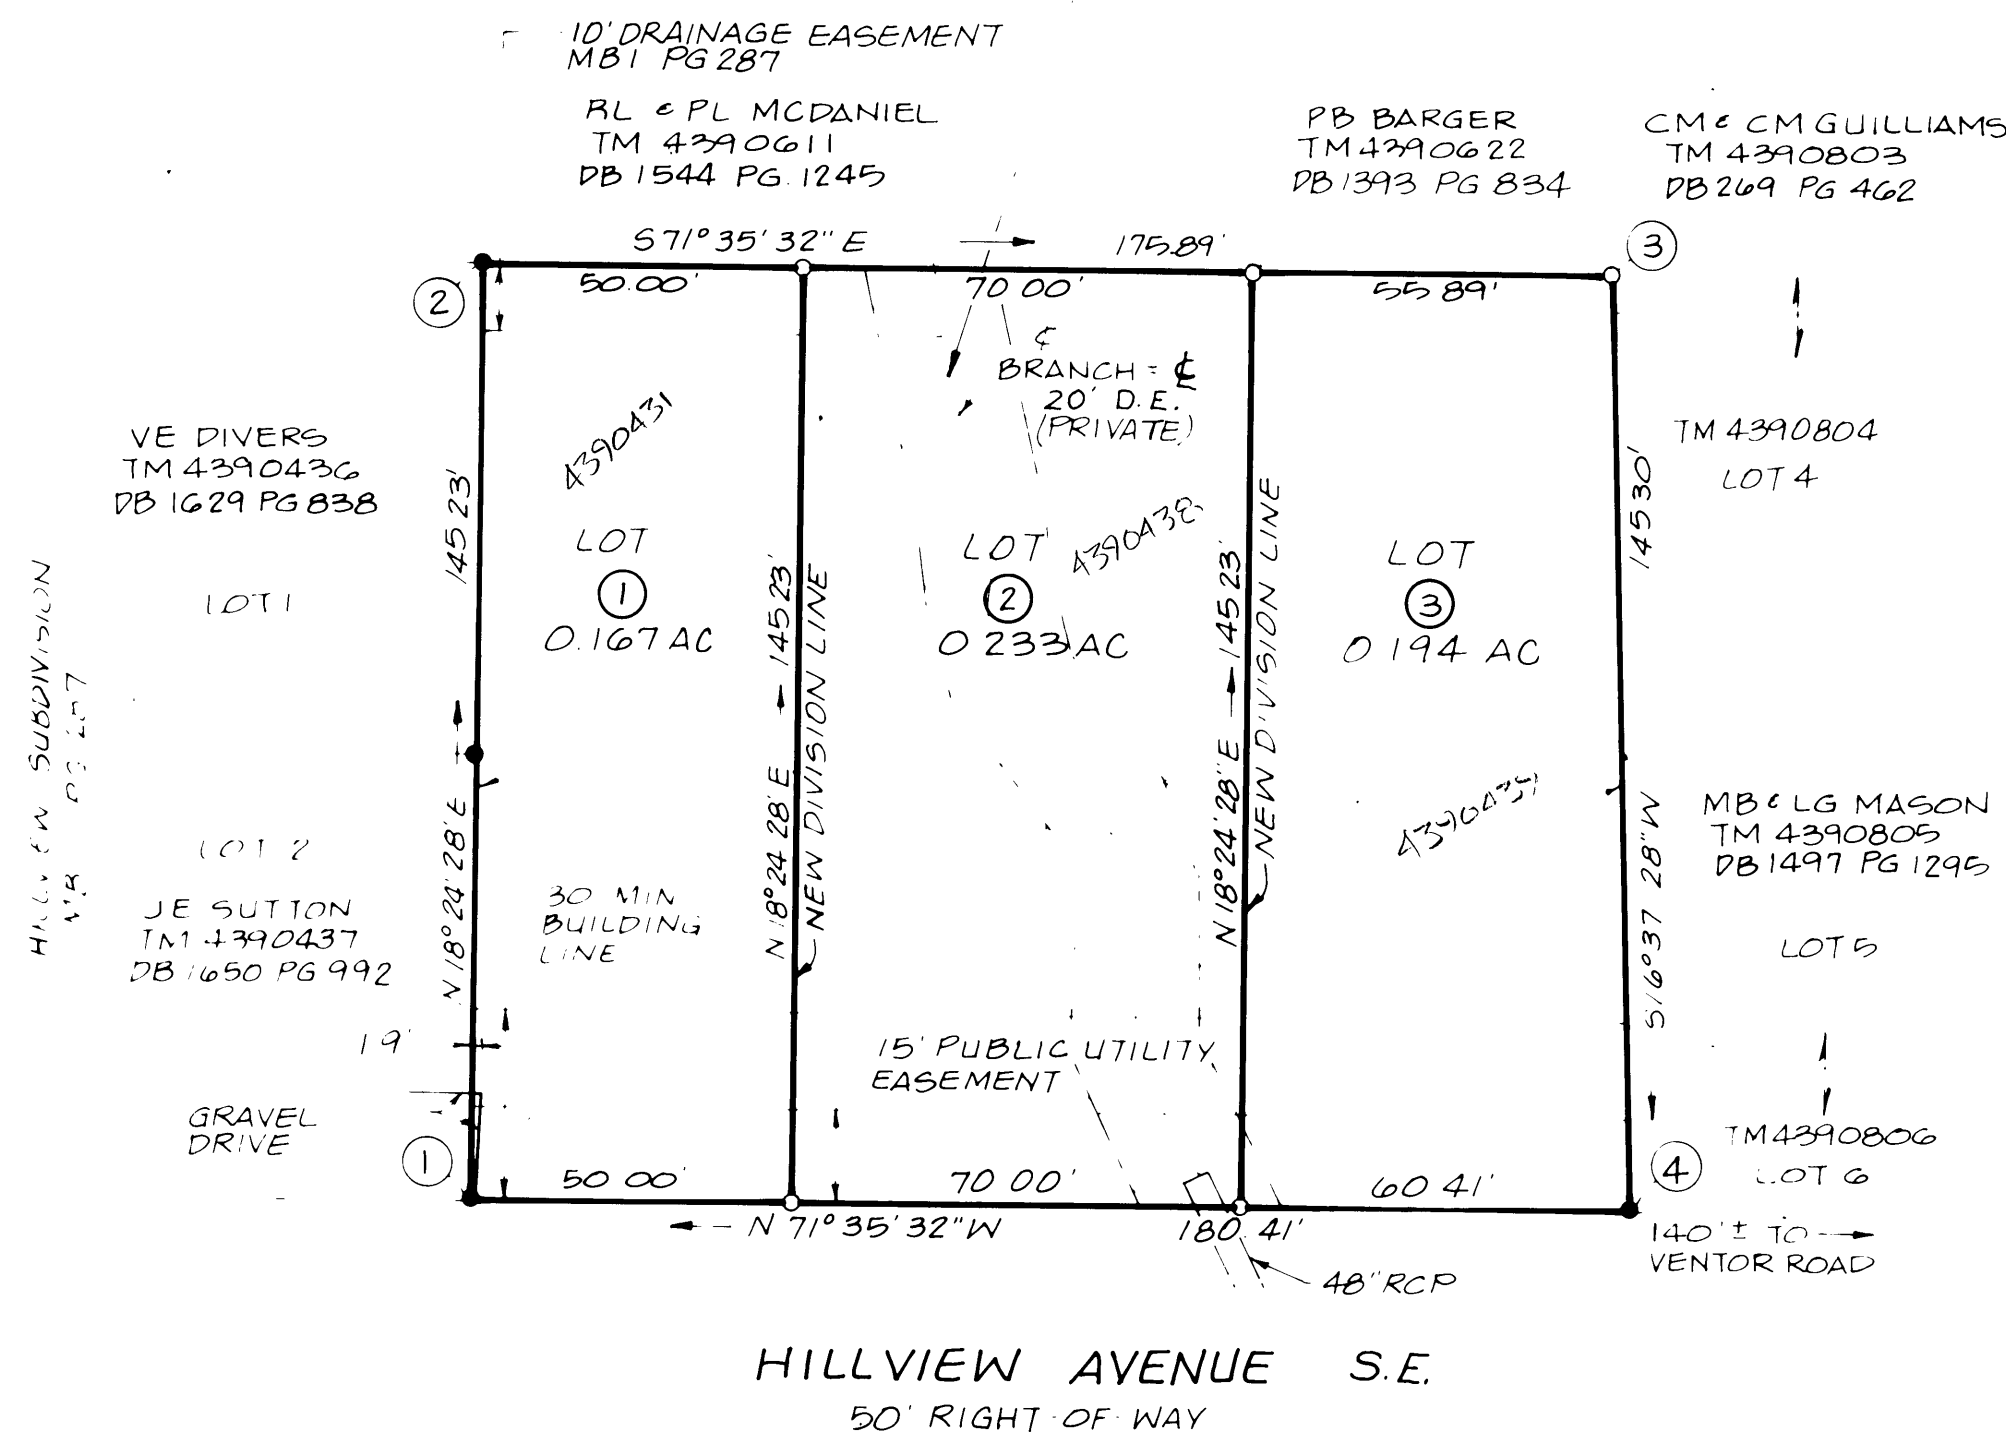 10' DRAINAGE EASEMENT
MB1 PG 287
RL & PL MCDANIEL
TM 4390611
DB 1544 PG. 1245
PB BARGER
TM 4390622
DB 1393 PG 834
CM & CM GUILLIAMS
TM 4390803
DB 269 PG 462
S 71° 35' 32" E
175.89'
2
50.00'
70 00'
55 89'
3
℄
BRANCH = ℄
20' D.E.
(PRIVATE)
4390431
VE DIVERS
TM 4390436
DB 1629 PG 838
LOT 1
145 23'
N 18° 24' 28" E
HILLVIEW SUBDIVISION
LOT
1
0.167 AC
145 23'
N 18° 24 28" E
NEW DIVISION LINE
LOT
2
0 233 AC
4390438
145 23'
N 18° 24' 28" E
NEW DIVISION LINE
LOT
3
0 194 AC
4390439
145 30'
S 16° 37 28" W
TM 4390804
LOT 4
MB & LG MASON
TM 4390805
DB 1497 PG 1295
LOT 5
LOT 2
JE SUTTON
TM 4390437
DB 1650 PG 992
30 MIN
BUILDING
LINE
19'
15' PUBLIC UTILITY
EASEMENT
GRAVEL
DRIVE
1
50 00'
70 00'
60 41'
4
TM 4390806
LOT 6
N 71° 35' 32" W
180.41'
140' ± TO
VENTOR ROAD
48" RCP
HILLVIEW AVENUE S.E.
50' RIGHT-OF-WAY